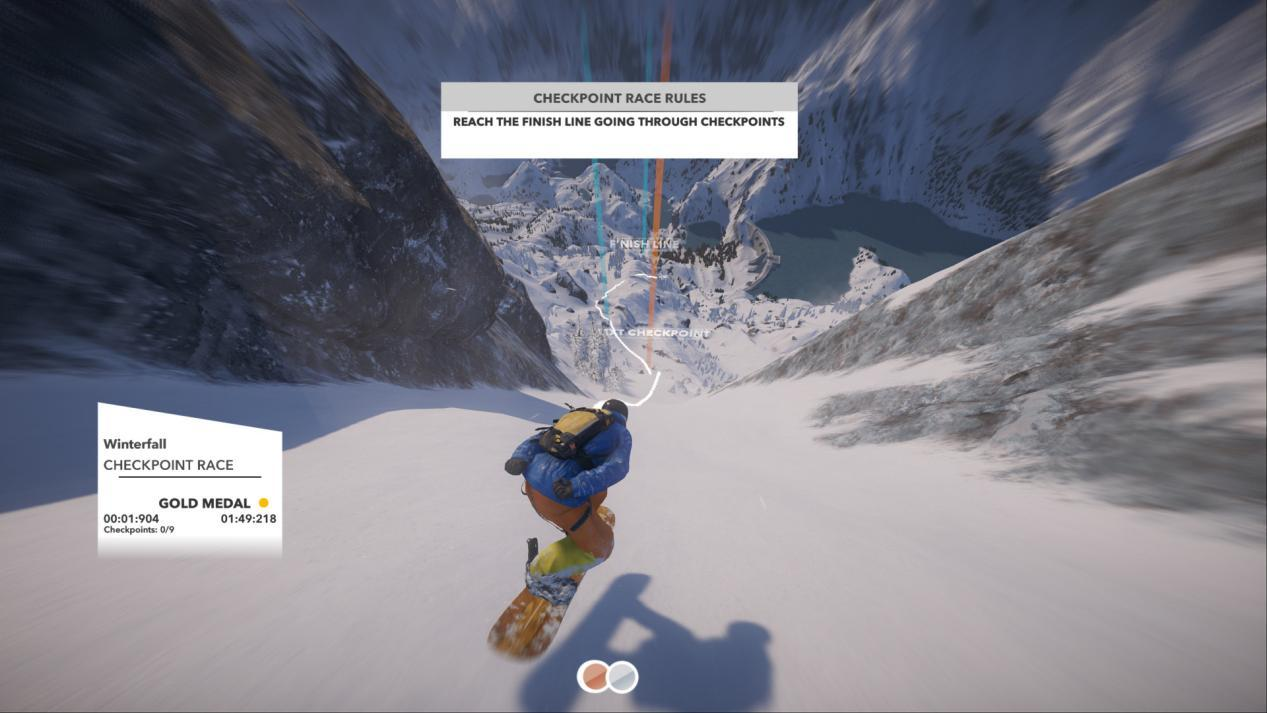 CHECKPOINT RACE RULES
REACH THE FINISH LINE GOING THROUGH CHECKPOINTS
FINISH LINE
CHECKPOINT
Winterfall
CHECKPOINT RACE
GOLD MEDAL
00:01:904 01:49:218
Checkpoints: 0/9